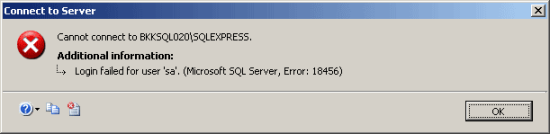 Connect to Server
Cannot connect to BKKSQL020\SQLEXPRESS.
Additional information:
Login failed for user 'sa'. (Microsoft SQL Server, Error: 18456)
OK